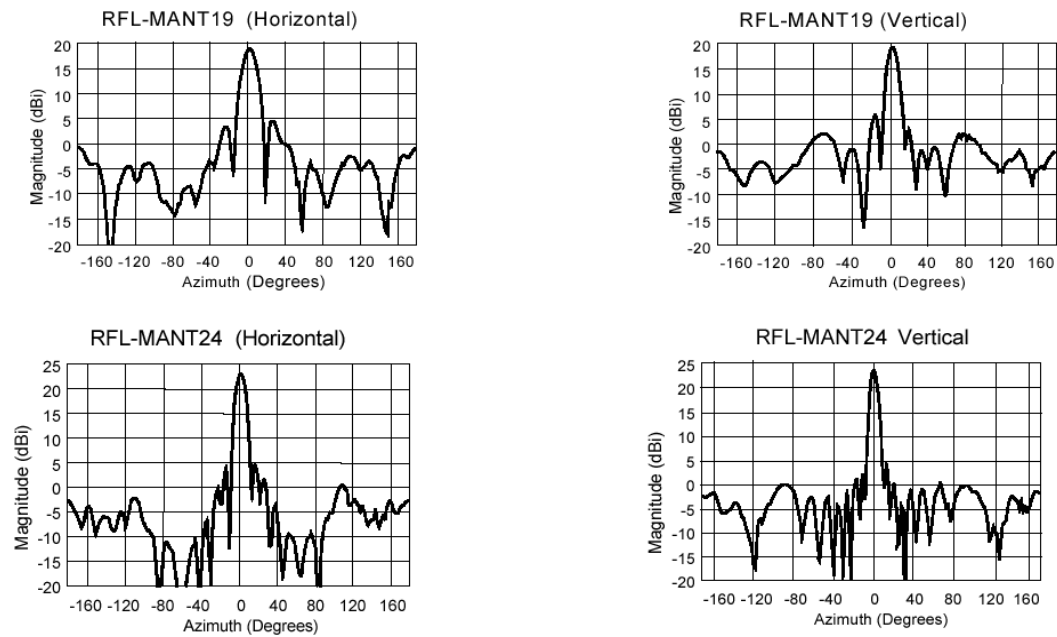 RFL-MANT19 (Horizontal)
Magnitude (dBi)
20
15
10
5
0
-5
-10
-15
-20
-160 -120 -80 -40 0 40 80 120 160
Azimuth (Degrees)
RFL-MANT19 (Vertical)
Magnitude (dBi)
20
15
10
5
0
-5
-10
-15
-20
-160 -120 -80 -40 0 40 80 120 160
Azimuth (Degrees)
RFL-MANT24 (Horizontal)
Magnitude (dBi)
25
20
15
10
5
0
-5
-10
-15
-20
-160 -120 -80 -40 0 40 80 120 160
Azimuth (Degrees)
RFL-MANT24 Vertical
Magnitude (dBi)
25
20
15
10
5
0
-5
-10
-15
-20
-160 -120 -80 -40 0 40 80 120 160
Azimuth (Degrees)